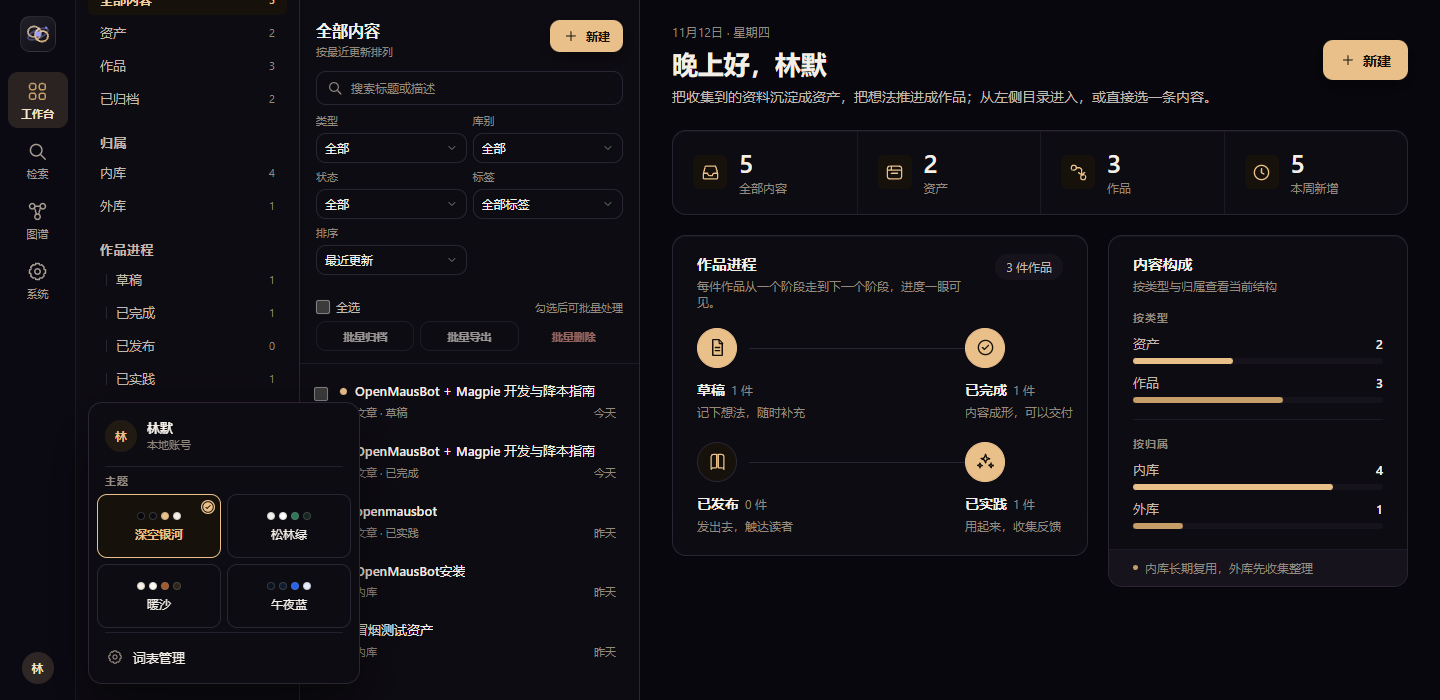 工作台
检索
图谱
系统
林
全部内容 5
资产 2
作品 3
已归档 2
归属
内库 4
外库 1
作品进程
草稿 1
已完成 1
已发布 0
已实践 1
林
林默
本地账号
主题
深空银河
松林绿
暖沙
午夜蓝
词表管理
全部内容
按最近更新排列
新建
搜索标题或描述
类型
库别
全部
全部
状态
标签
全部
全部标签
排序
最近更新
全选
勾选后可批量处理
批量归档
批量导出
批量删除
OpenMausBot + Magpie 开发与降本指南
文章 · 草稿
今天
OpenMausBot + Magpie 开发与降本指南
文章 · 已完成
今天
openmausbot
文章 · 已实践
昨天
OpenMausBot安装
内库
昨天
冒烟测试资产
内库
昨天
11月12日 · 星期四
晚上好，林默
把收集到的资料沉淀成资产，把想法推进成作品；从左侧目录进入，或直接选一条内容。
新建
5
全部内容
2
资产
3
作品
5
本周新增
作品进程
每件作品从一个阶段走到下一个阶段，进度一眼可
见。
3 件作品
草稿 1 件
记下想法，随时补充
已完成 1 件
内容成形，可以交付
已发布 0 件
发出去，触达读者
已实践 1 件
用起来，收集反馈
内容构成
按类型与归属查看当前结构
按类型
资产 2
作品 3
按归属
内库 4
外库 1
内库长期复用，外库先收集整理